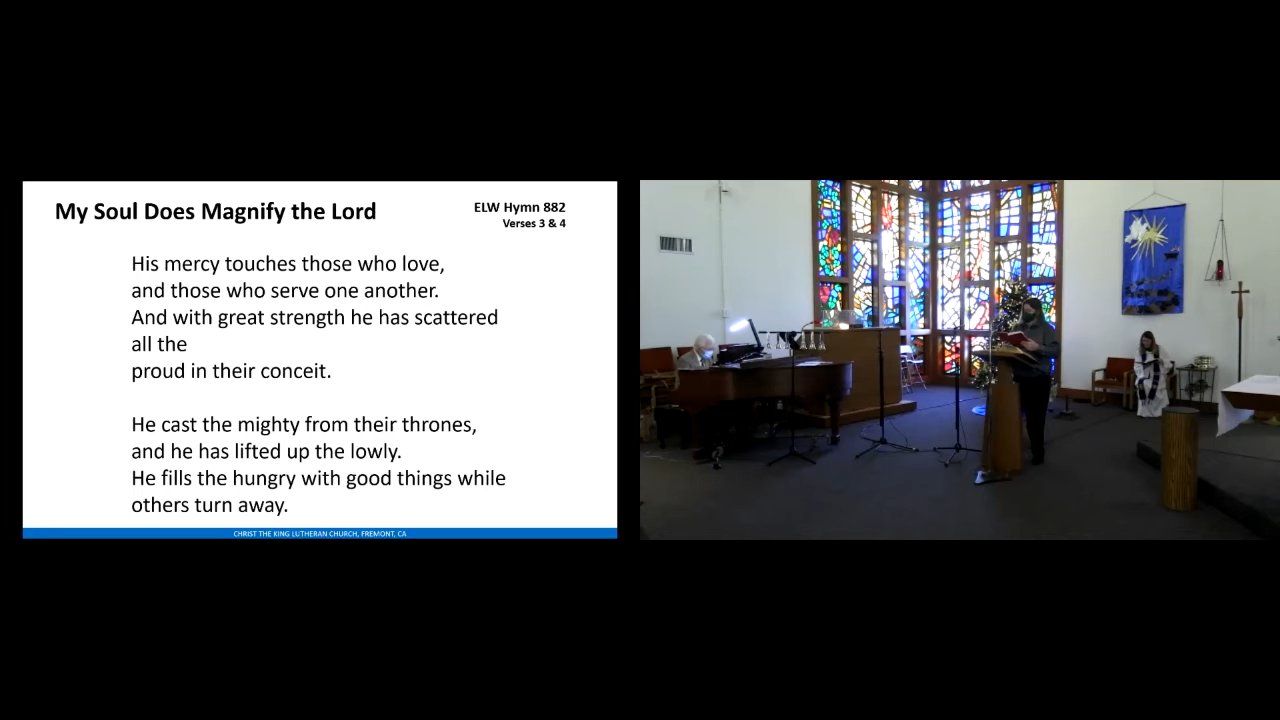 My Soul Does Magnify the Lord
ELW Hymn 882
Verses 3 & 4
His mercy touches those who love,
and those who serve one another.
And with great strength he has scattered
all the
proud in their conceit.
He cast the mighty from their thrones,
and he has lifted up the lowly.
He fills the hungry with good things while
others turn away.
CHRIST THE KING LUTHERAN CHURCH, FREMONT, CA